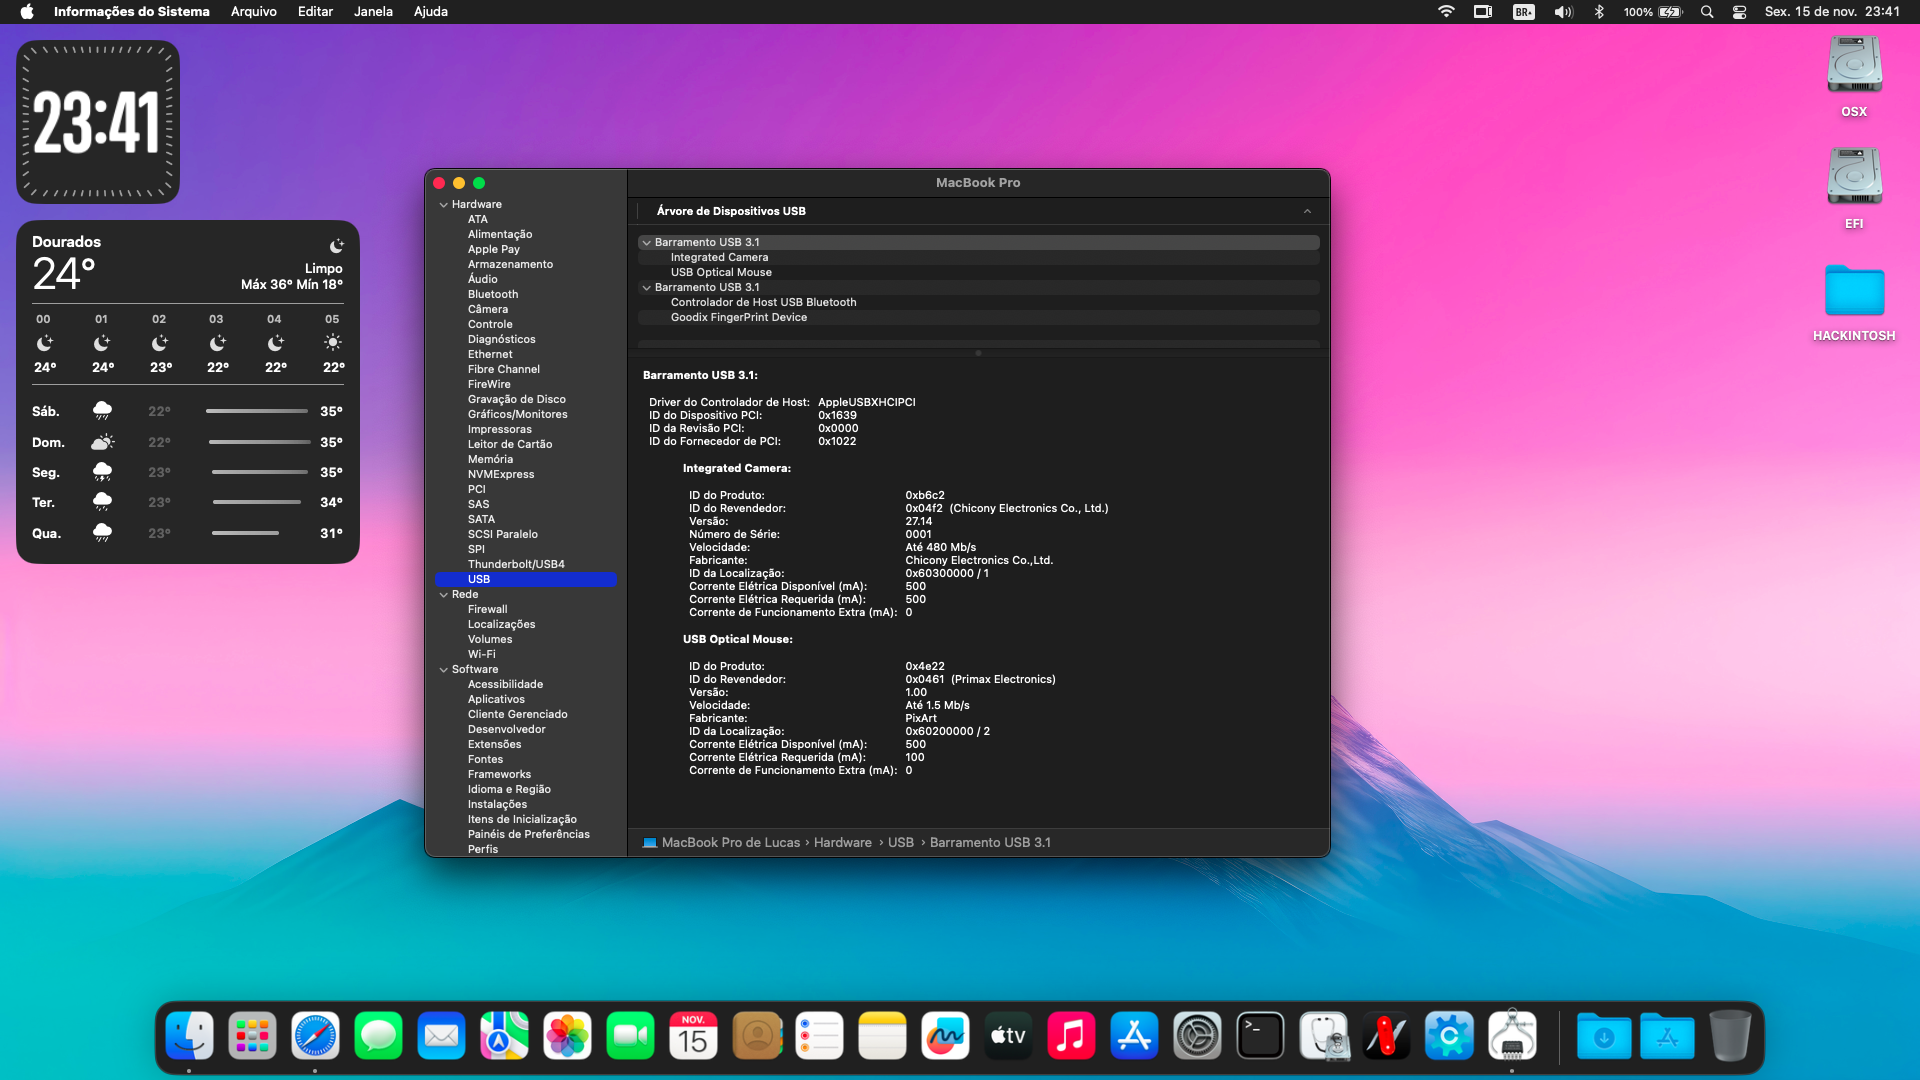 Informações do Sistema Arquivo Editar Janela Ajuda
BR 100% Sex. 15 de nov. 23:41
23:41
Dourados
24°
Limpo
Máx 36° Mín 18°
00 01 02 03 04 05
24° 24° 23° 22° 22° 22°
Sáb. 22° 35°
Dom. 22° 35°
Seg. 23° 35°
Ter. 23° 34°
Qua. 23° 31°
OSX
EFI
HACKINTOSH
MacBook Pro
Hardware
ATA
Alimentação
Apple Pay
Armazenamento
Áudio
Bluetooth
Câmera
Controle
Diagnósticos
Ethernet
Fibre Channel
FireWire
Gravação de Disco
Gráficos/Monitores
Impressoras
Leitor de Cartão
Memória
NVMExpress
PCI
SAS
SATA
SCSI Paralelo
SPI
Thunderbolt/USB4
USB
Rede
Firewall
Localizações
Volumes
Wi-Fi
Software
Acessibilidade
Aplicativos
Cliente Gerenciado
Desenvolvedor
Extensões
Fontes
Frameworks
Idioma e Região
Instalações
Itens de Inicialização
Painéis de Preferências
Perfis
Árvore de Dispositivos USB
Barramento USB 3.1
Integrated Camera
USB Optical Mouse
Barramento USB 3.1
Controlador de Host USB Bluetooth
Goodix FingerPrint Device
Barramento USB 3.1:
Driver do Controlador de Host: AppleUSBXHCIPCI
ID do Dispositivo PCI: 0x1639
ID da Revisão PCI: 0x0000
ID do Fornecedor de PCI: 0x1022
Integrated Camera:
ID do Produto: 0xb6c2
ID do Revendedor: 0x04f2 (Chicony Electronics Co., Ltd.)
Versão: 27.14
Número de Série: 0001
Velocidade: Até 480 Mb/s
Fabricante: Chicony Electronics Co.,Ltd.
ID da Localização: 0x60300000 / 1
Corrente Elétrica Disponível (mA): 500
Corrente Elétrica Requerida (mA): 500
Corrente de Funcionamento Extra (mA): 0
USB Optical Mouse:
ID do Produto: 0x4e22
ID do Revendedor: 0x0461 (Primax Electronics)
Versão: 1.00
Velocidade: Até 1.5 Mb/s
Fabricante: PixArt
ID da Localização: 0x60200000 / 2
Corrente Elétrica Disponível (mA): 500
Corrente Elétrica Requerida (mA): 100
Corrente de Funcionamento Extra (mA): 0
MacBook Pro de Lucas › Hardware › USB › Barramento USB 3.1
NOV.
15
tv
>_